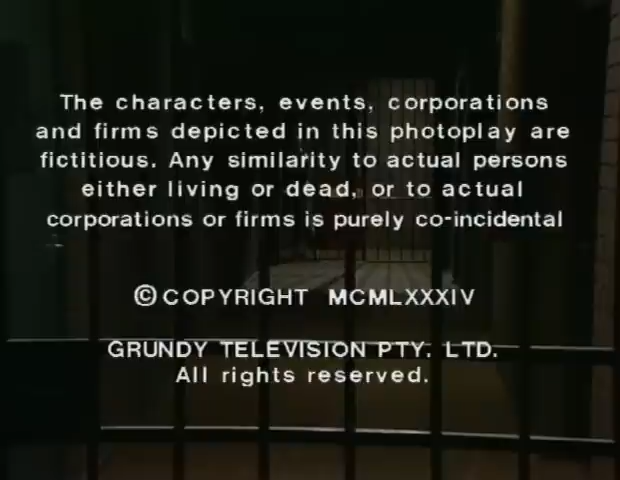 The characters, events, corporations
and firms depicted in this photoplay are
fictitious. Any similarity to actual persons
either living or dead, or to actual
corporations or firms is purely co-incidental
© COPYRIGHT MCMLXXXIV
GRUNDY TELEVISION PTY. LTD.
All rights reserved.